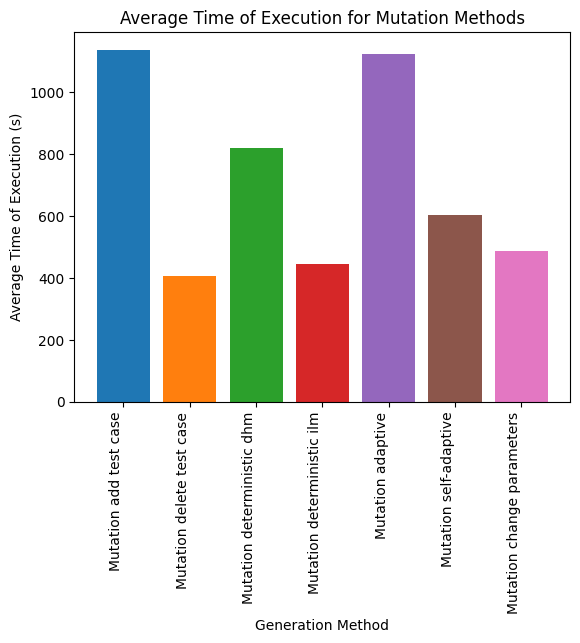 Average Time of Execution for Mutation Methods
Average Time of Execution (s)
1000
800
600
400
200
0
Mutation add test case
Mutation delete test case
Mutation deterministic dhm
Mutation deterministic ilm
Mutation adaptive
Mutation self-adaptive
Mutation change parameters
Generation Method